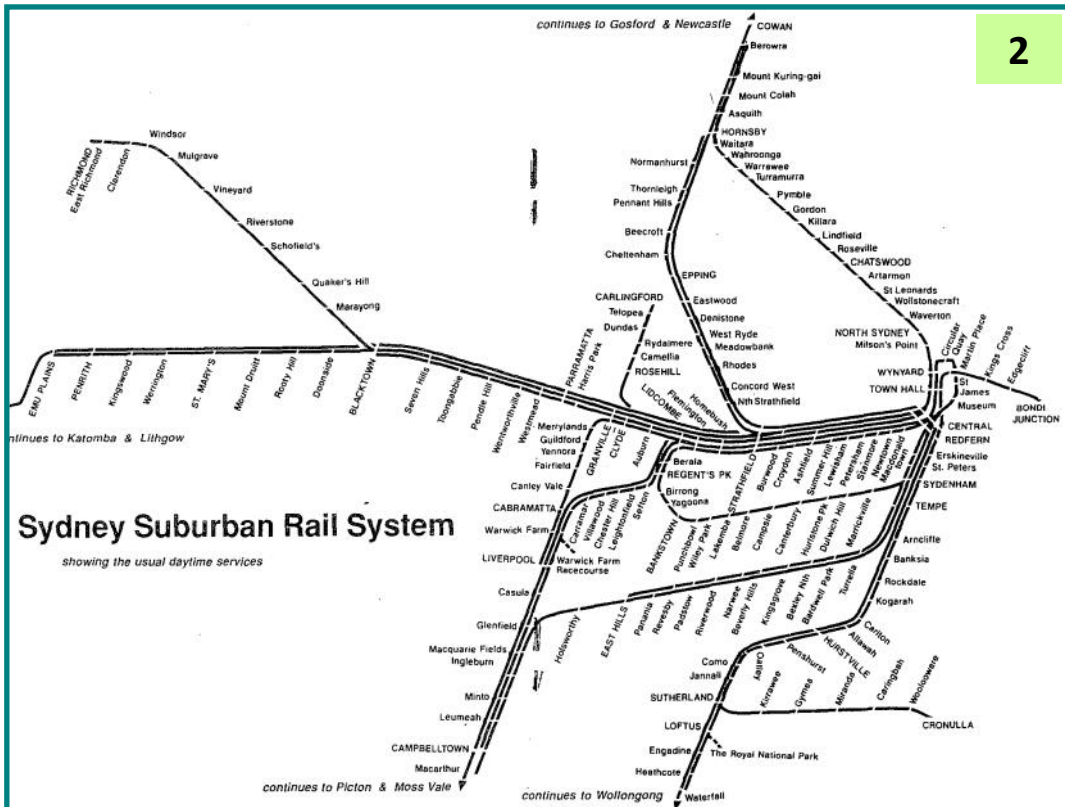 continues to Gosford & Newcastle
2
COWAN
Berowra
Mount Kuring-gai
Mount Colah
Asquith
HORNSBY
Waitara
Wahroonga
Warrawee
Turramurra
Pymble
Gordon
Killara
Lindfield
Roseville
CHATSWOOD
Artarmon
St Leonards
Wollstonecraft
Waverton
NORTH SYDNEY
Milson's Point
WYNYARD
TOWN HALL
Circular
Quay
Martin Place
Kings Cross
Edgecliff
BONDI
JUNCTION
St
James
Museum
CENTRAL
REDFERN
Normanhurst
Thornleigh
Pennant Hills
Beecroft
Cheltenham
EPPING
Eastwood
Denistone
West Ryde
Meadowbank
Rhodes
Concord West
Nth Strathfield
Windsor
RICHMOND
East Richmond
Clarendon
Mulgrave
Vineyard
Riverstone
Schofield's
Quaker's Hill
Marayong
EMU PLAINS
PENRITH
Kingswood
Werrington
ST. MARY'S
Mount Druitt
Rooty Hill
Doonside
BLACKTOWN
Seven Hills
Toongabbie
Pendle Hill
Wentworthville
Westmead
PARRAMATTA
Harris Park
CARLINGFORD
Telopea
Dundas
Rydalmere
Camellia
ROSEHILL
GRANVILLE
CLYDE
Auburn
LIDCOMBE
Flemington
Homebush
STRATHFIELD
Burwood
Croydon
Ashfield
Summer Hill
Lewisham
Petersham
Stanmore
Newtown
Macdonald
town
ntinues to Katomba & Lithgow
Merrylands
Guildford
Yennora
Fairfield
Canley Vale
CABRAMATTA
Warwick Farm
LIVERPOOL
Warwick Farm
Racecourse
Casula
Glenfield
Macquarie Fields
Ingleburn
Minto
Leumeah
CAMPBELLTOWN
Macarthur
continues to Picton & Moss Vale
Carramar
Villawood
Chester Hill
Leightonfield
Sefton
Berala
REGENT'S PK
Birrong
Yagoona
BANKSTOWN
Punchbowl
Wiley Park
Lakemba
Belmore
Campsie
Canterbury
Hurlstone Pk
Dulwich Hill
Marrickville
Erskineville
St. Peters
SYDENHAM
TEMPE
Arncliffe
Banksia
Rockdale
Kogarah
Carlton
Allawah
HURSTVILLE
Penshurst
Oatley
Como
Jannali
SUTHERLAND
LOFTUS
Engadine
Heathcote
Waterfall
The Royal National Park
continues to Wollongong
Kirrawee
Gymea
Miranda
Caringbah
Woolooware
CRONULLA
Holsworthy
EAST HILLS
Panania
Revesby
Padstow
Riverwood
Narwee
Beverly Hills
Kingsgrove
Bexley Nth
Bardwell Park
Turrella
Sydney Suburban Rail System
showing the usual daytime services